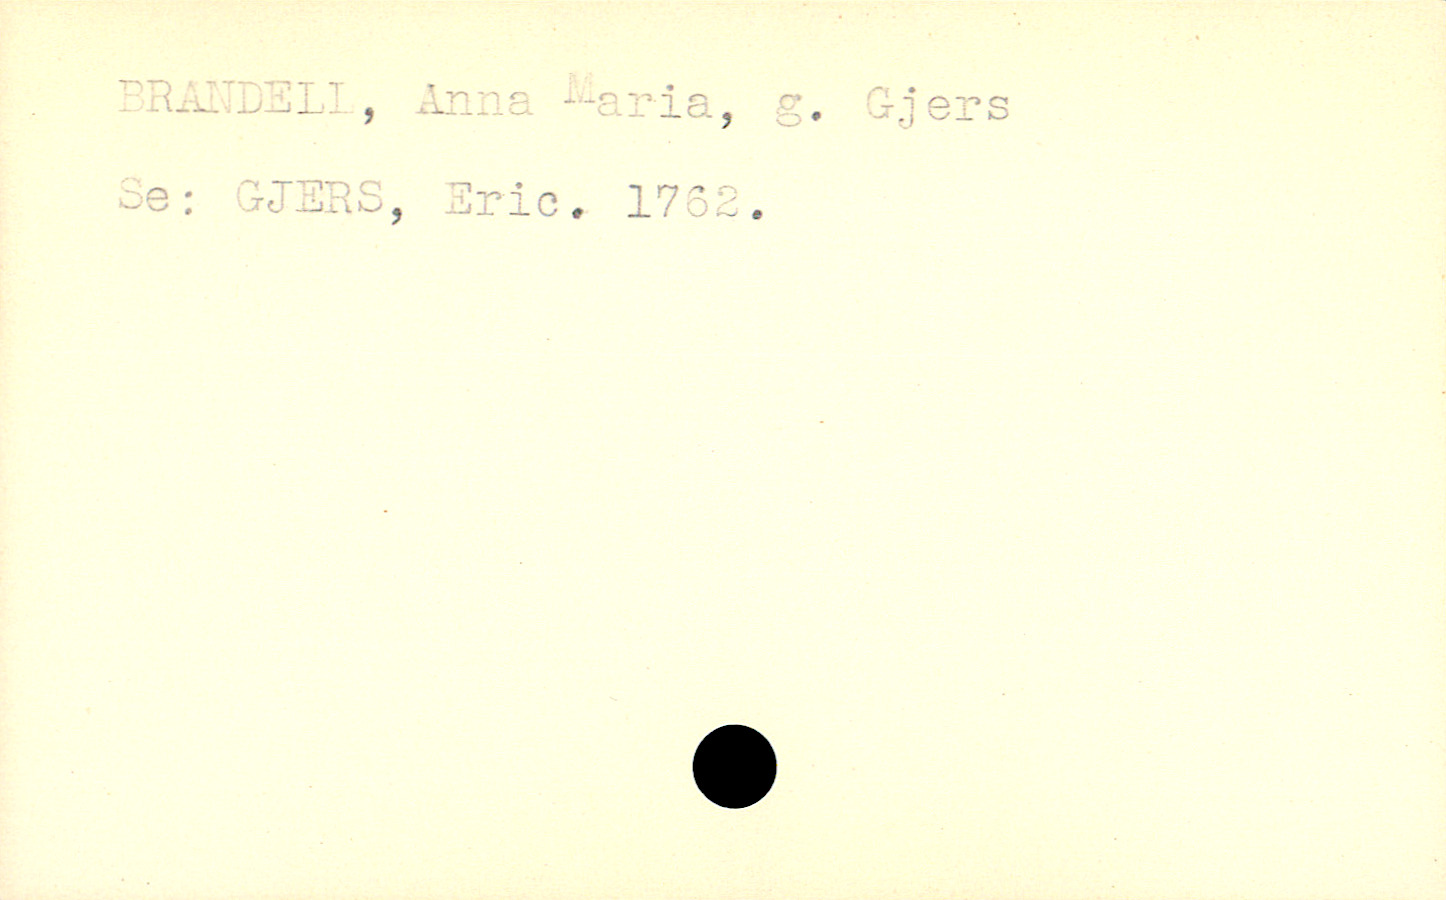 BRANDELL, Anna Maria, g. Gjers
Se: GJERS, Eric. 1762.